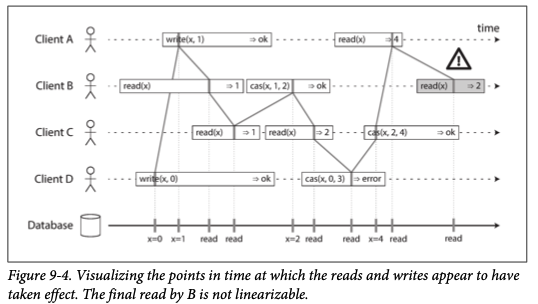 time
Client A write(x, 1) ⇒ ok read(x) ⇒ 4
Client B read(x) ⇒ 1 cas(x, 1, 2) ⇒ ok read(x) ⇒ 2
Client C read(x) ⇒ 1 read(x) ⇒ 2 cas(x, 2, 4) ⇒ ok
Client D write(x, 0) ⇒ ok cas(x, 0, 3) ⇒ error
Database
x=0 x=1 read read x=2 read read x=4 read read
Figure 9-4. Visualizing the points in time at which the reads and writes appear to have
taken effect. The final read by B is not linearizable.